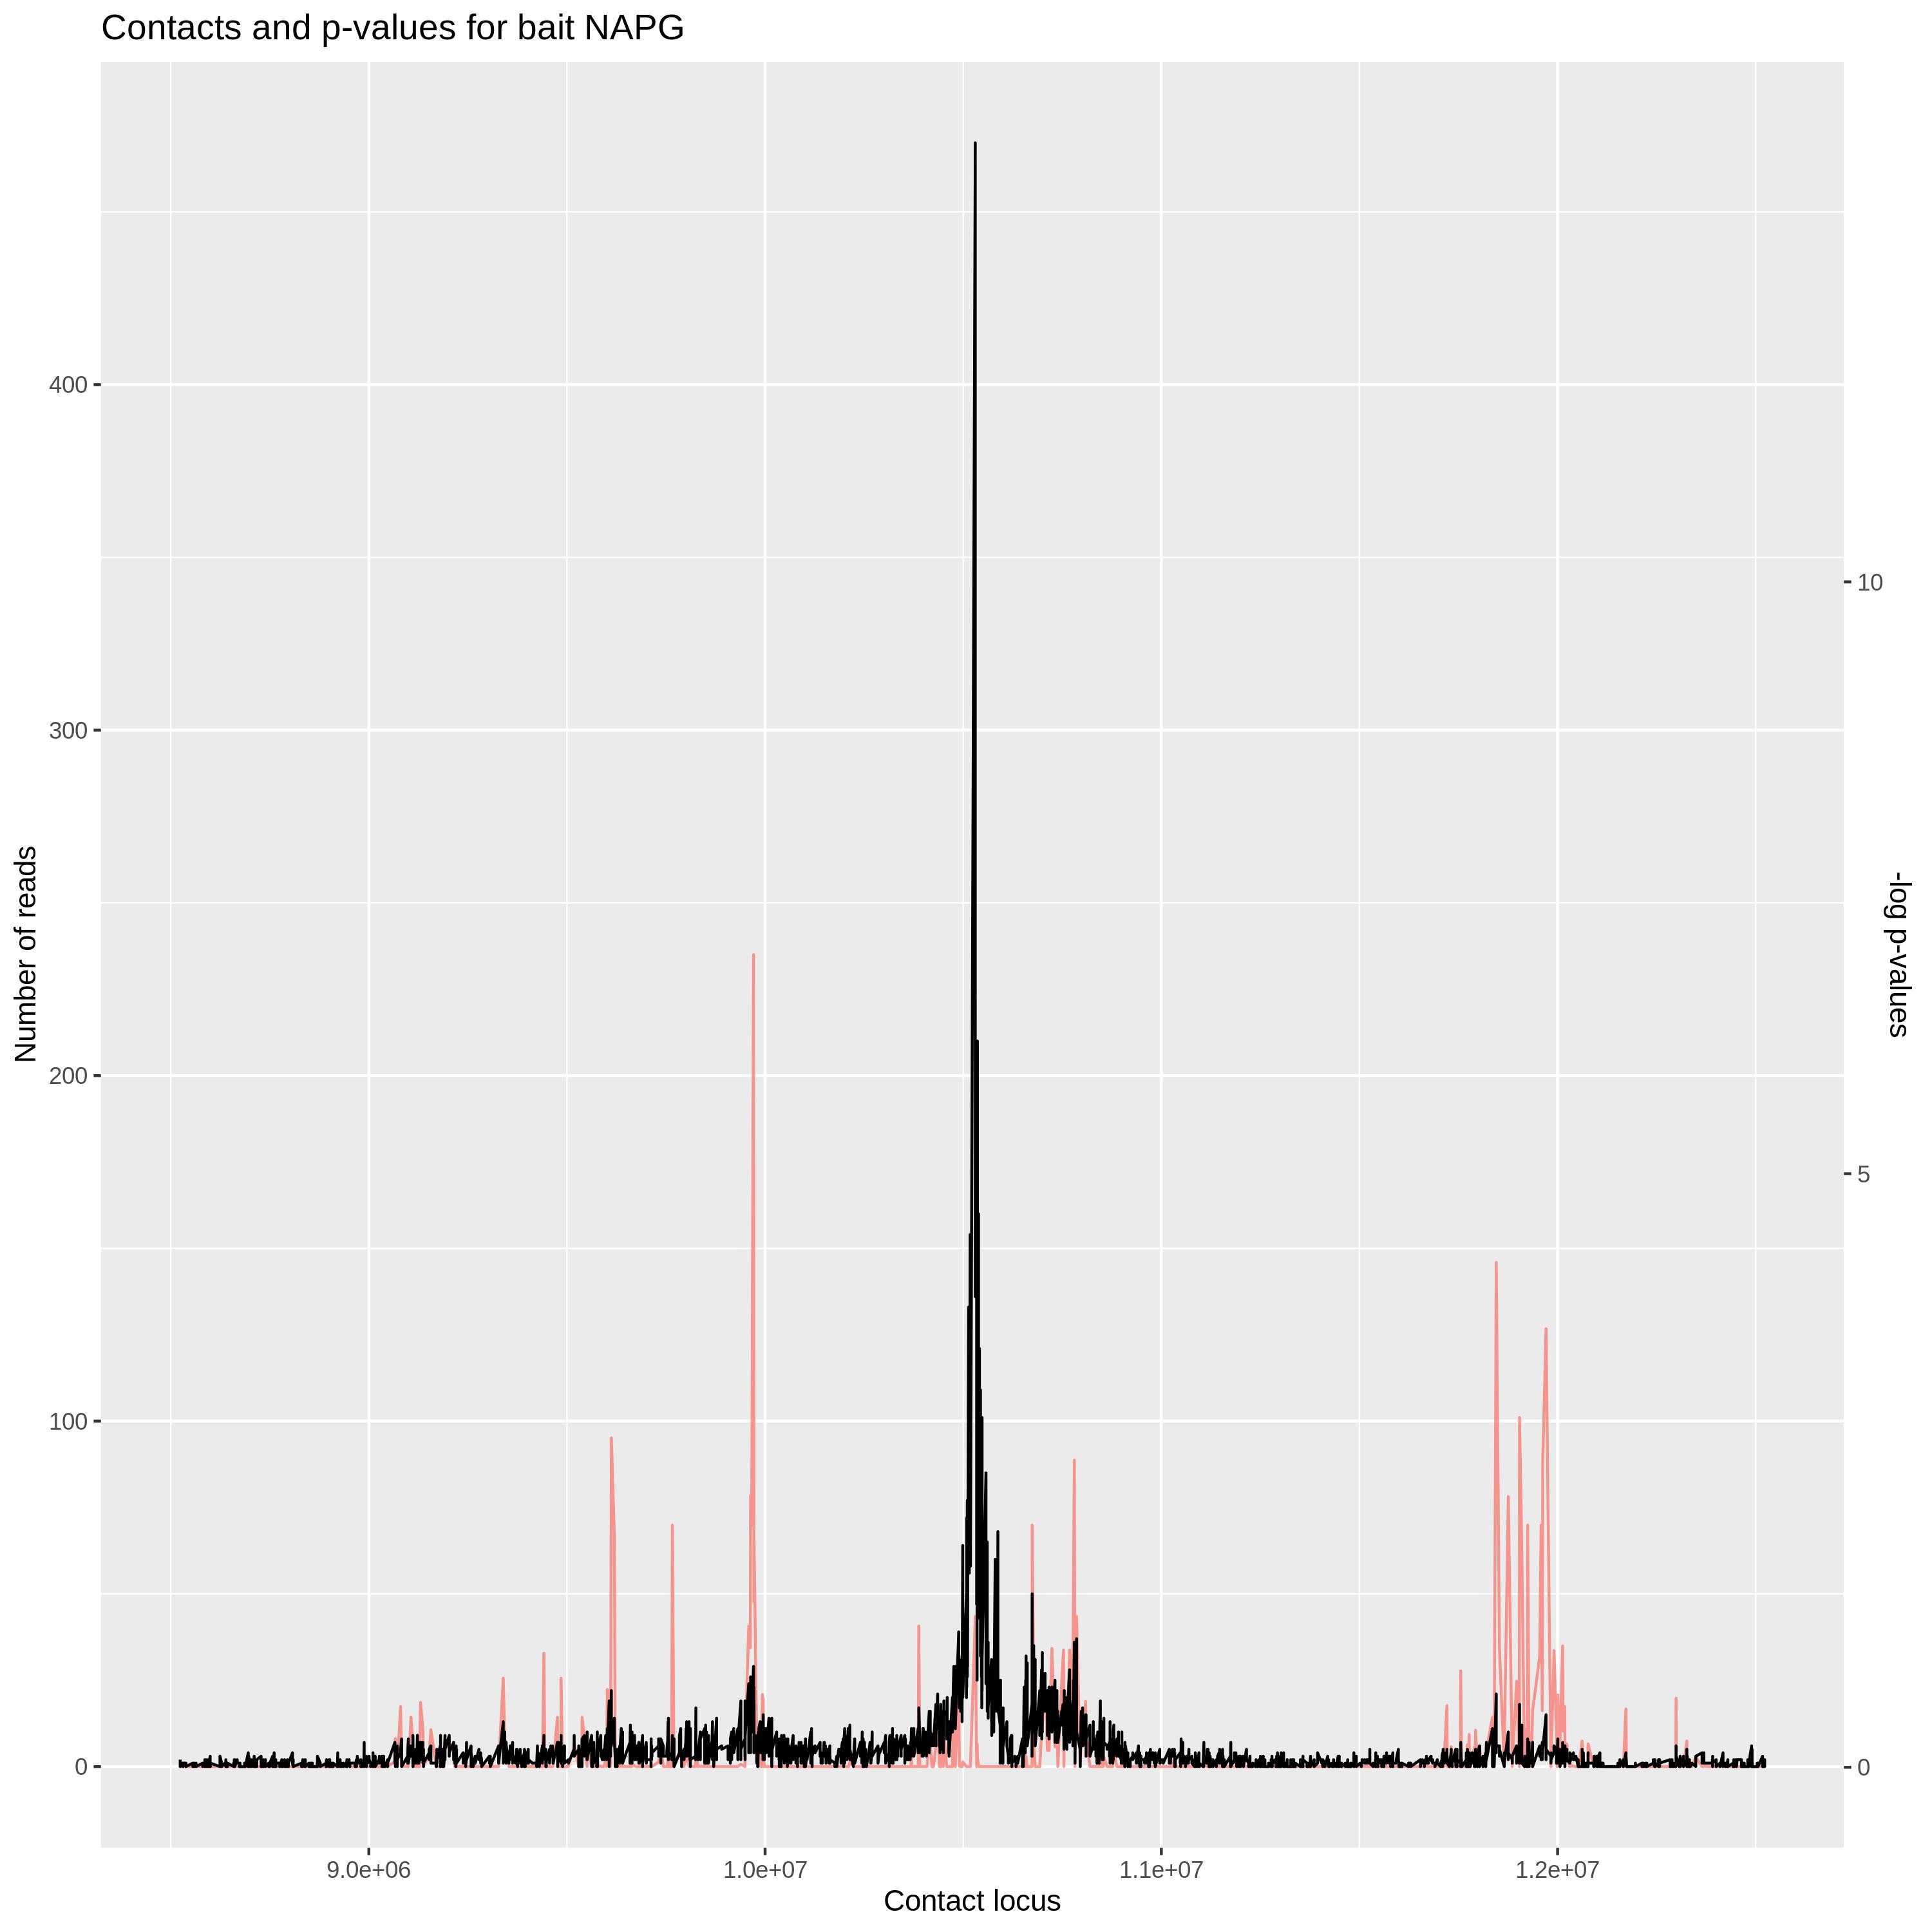 Contacts and p-values for bait NAPG
Number of reads
400
300
200
100
0
10
5
0
-log p-values
9.0e+06
1.0e+07
1.1e+07
1.2e+07
Contact locus